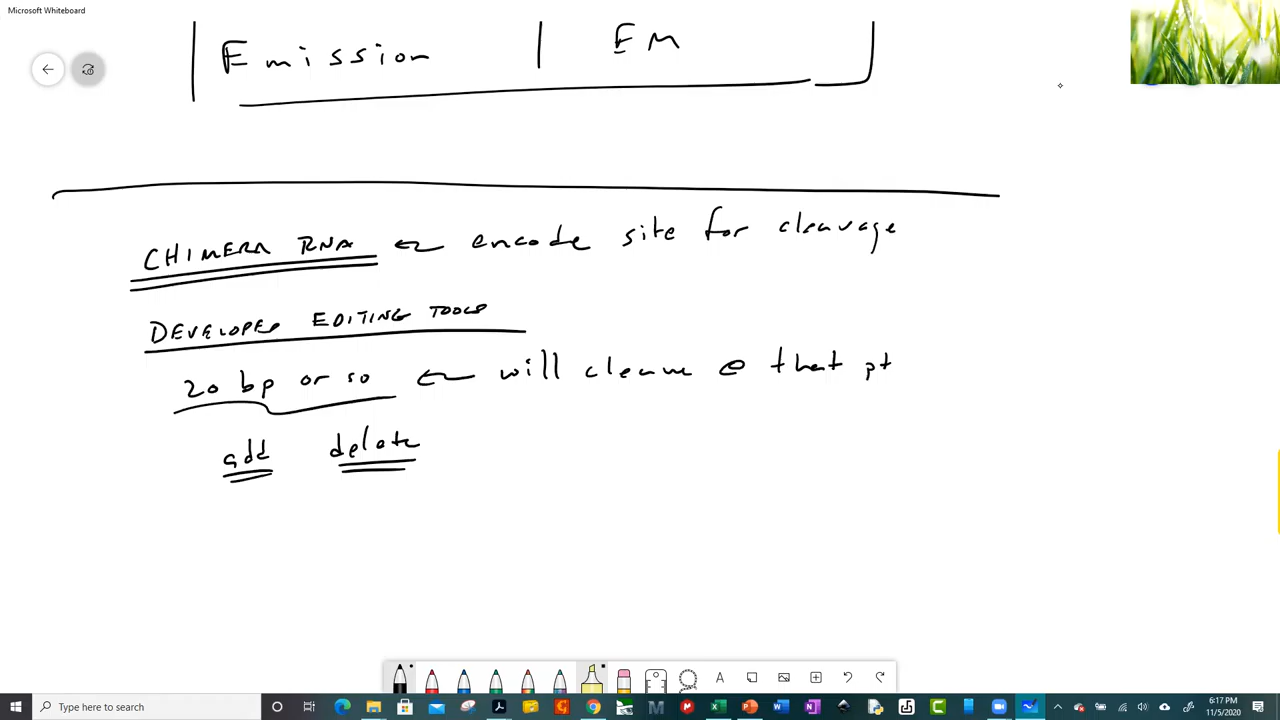 Microsoft Whiteboard
Emission | EM
CHIMERA RNA ← encode site for cleavage
DEVELOPED EDITING TOOLS
20 bp or so ← will cleave @ that pt
add delete
Type here to search
6:17 PM
11/5/2020